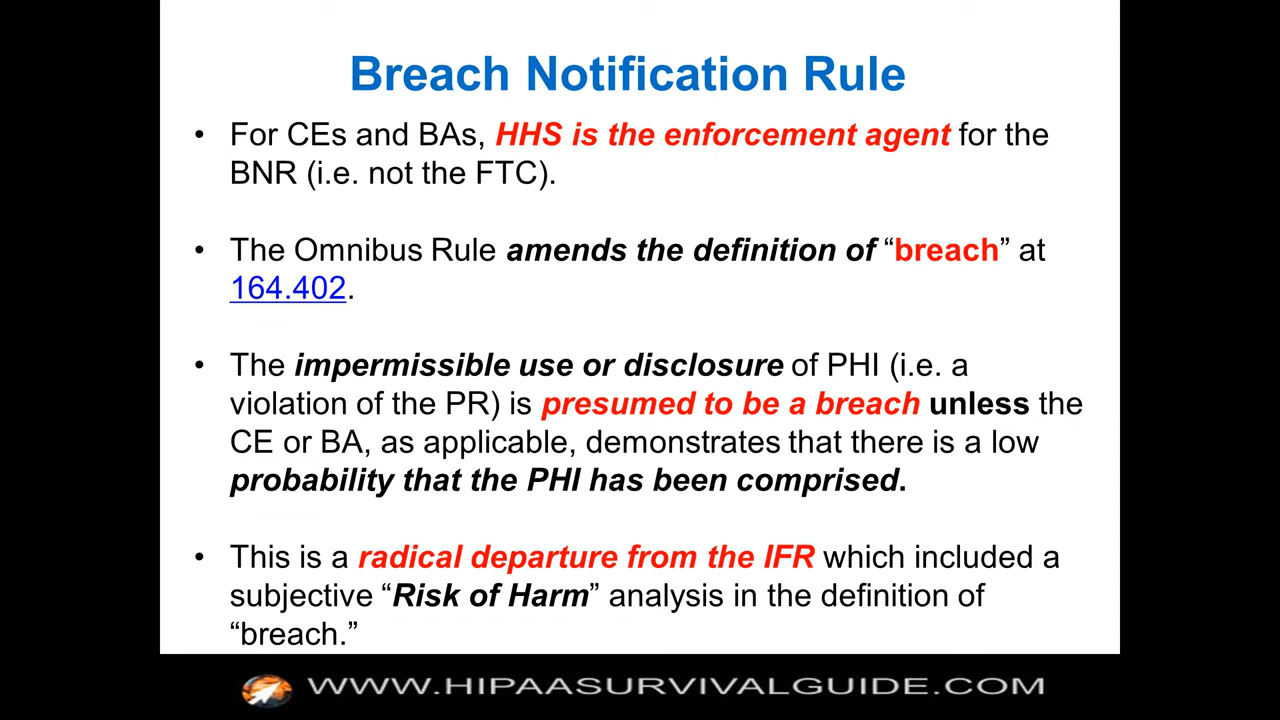 Breach Notification Rule
• For CEs and BAs, HHS is the enforcement agent for the
BNR (i.e. not the FTC).
• The Omnibus Rule amends the definition of “breach” at
164.402.
• The impermissible use or disclosure of PHI (i.e. a
violation of the PR) is presumed to be a breach unless the
CE or BA, as applicable, demonstrates that there is a low
probability that the PHI has been comprised.
• This is a radical departure from the IFR which included a
subjective “Risk of Harm” analysis in the definition of
“breach.”
WWW.HIPAASURVIVALGUIDE.COM